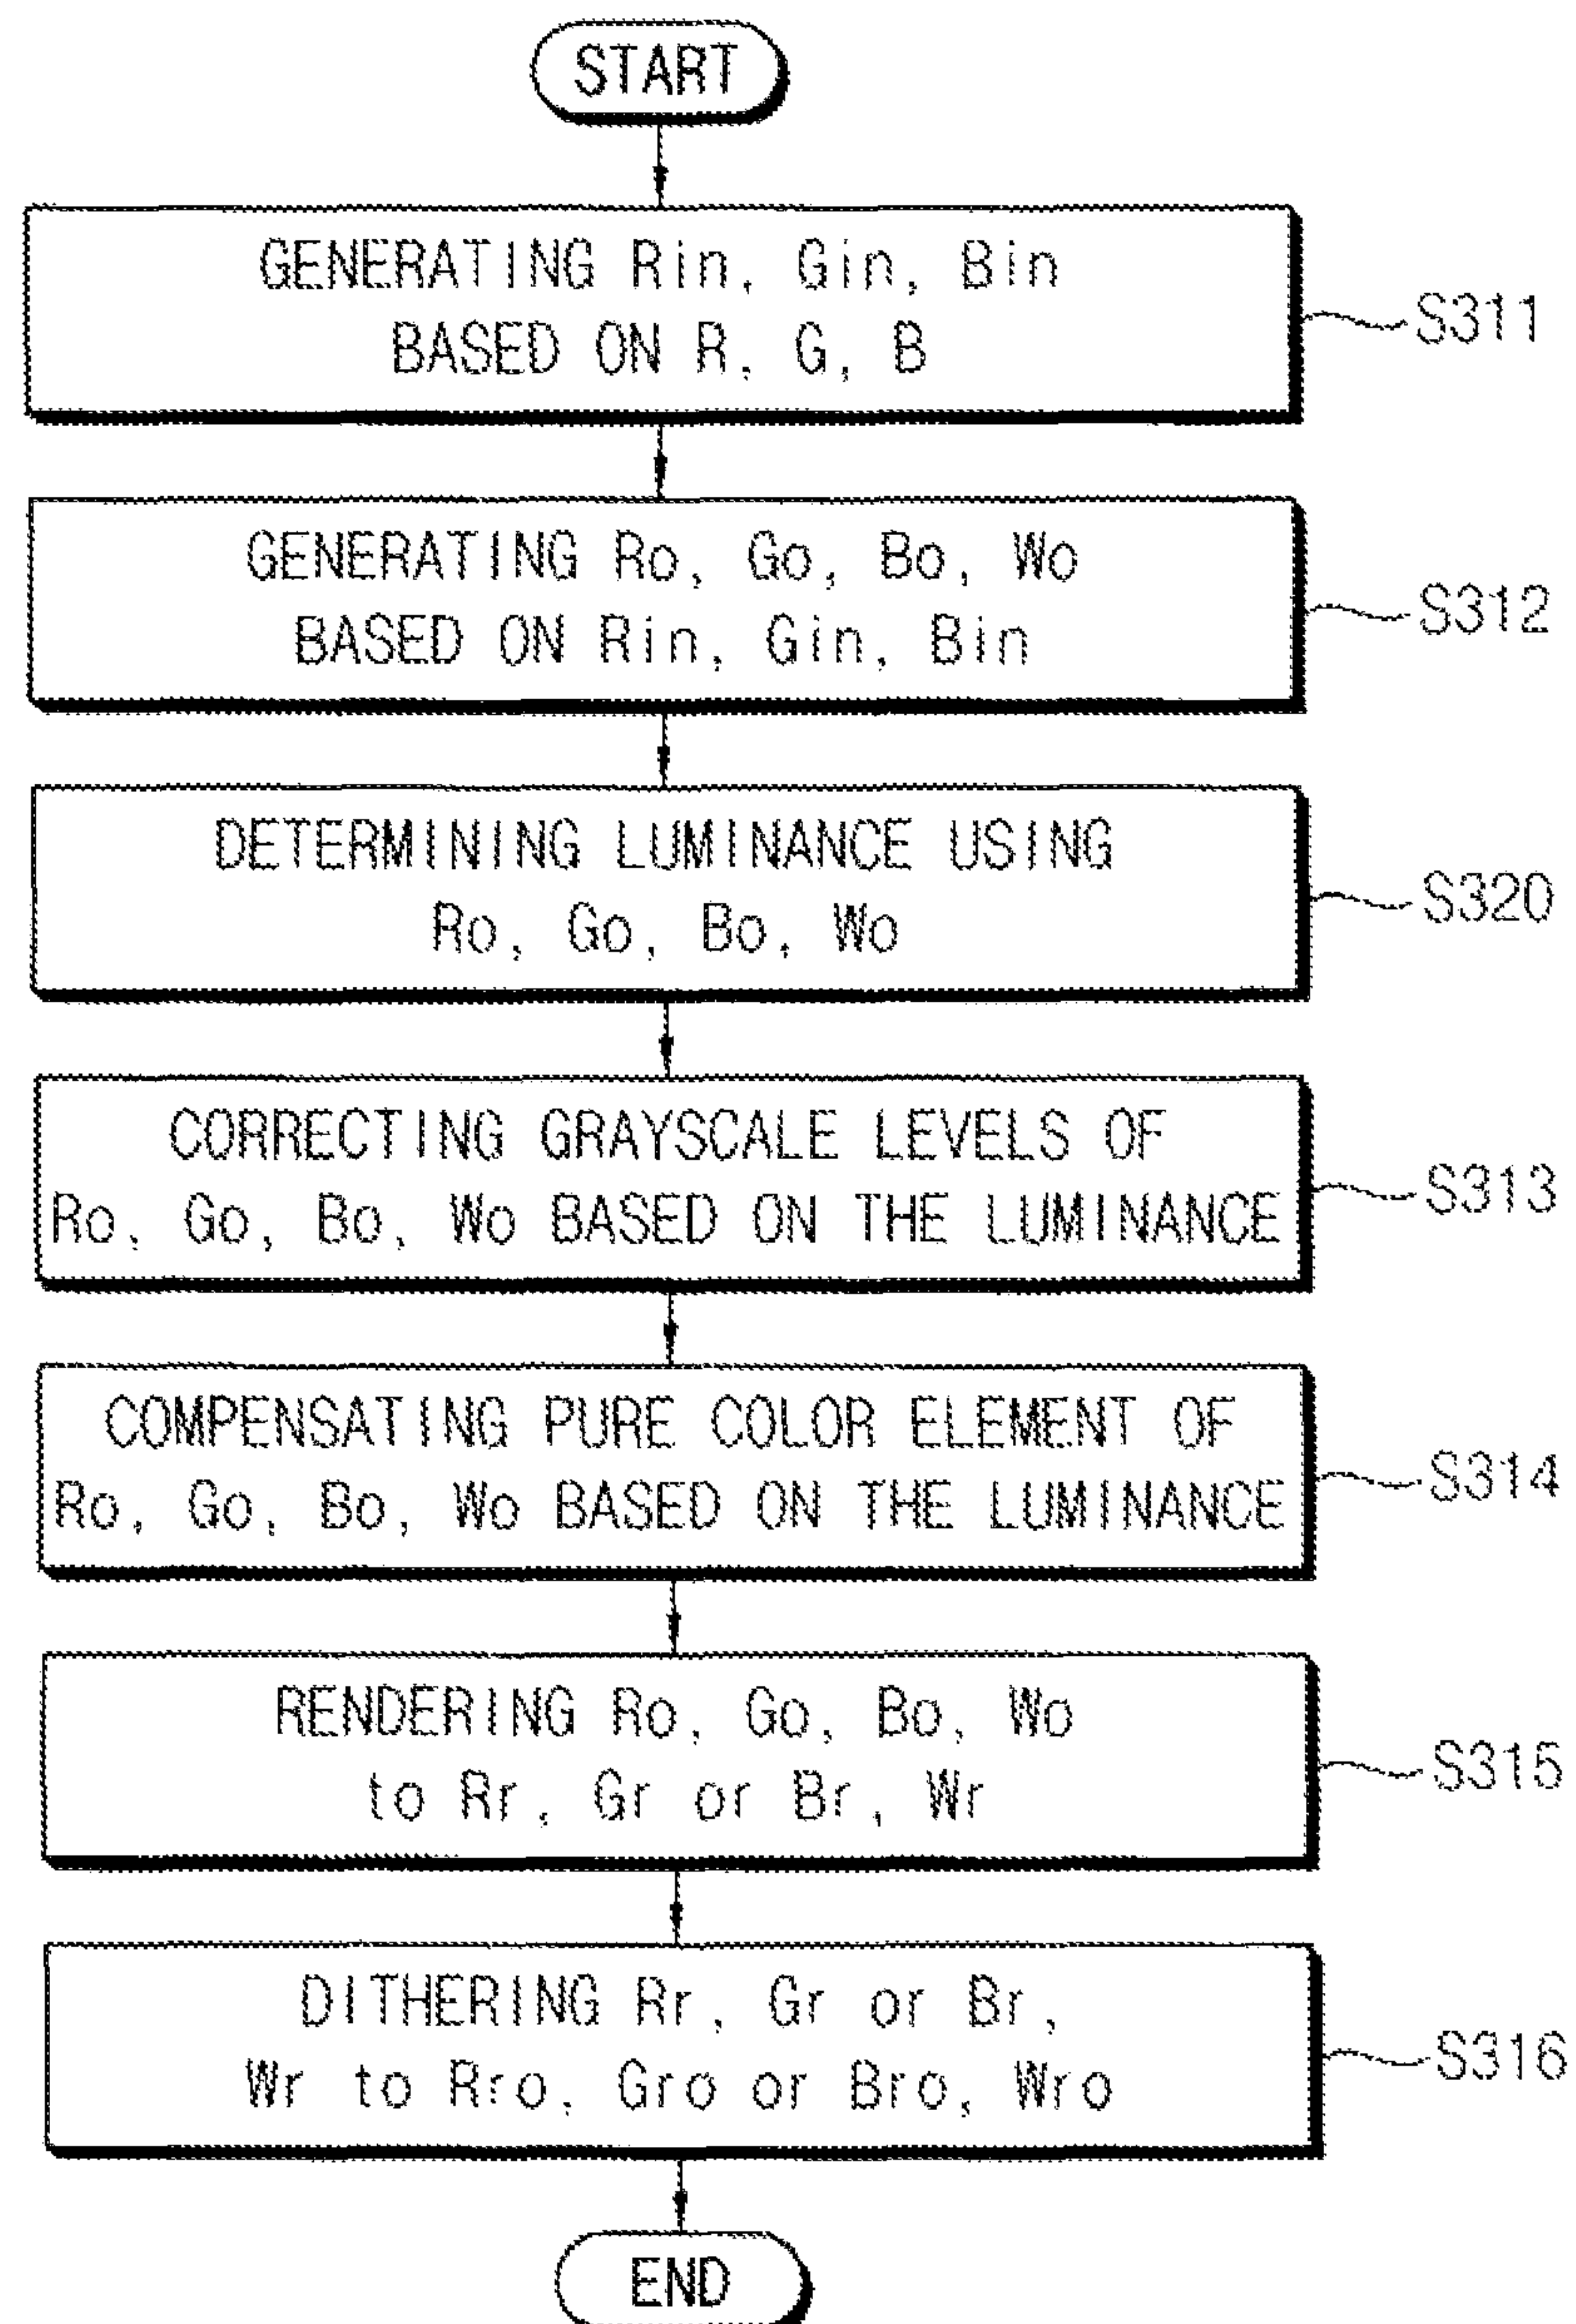 START
GENERATING Rin, Gin, Bin
BASED ON R, G, B
S311
GENERATING Ro, Go, Bo, Wo
BASED ON Rin, Gin, Bin
S312
DETERMINING LUMINANCE USING
Ro, Go, Bo, Wo
S320
CORRECTING GRAYSCALE LEVELS OF
Ro, Go, Bo, Wo BASED ON THE LUMINANCE
S313
COMPENSATING PURE COLOR ELEMENT OF
Ro, Go, Bo, Wo BASED ON THE LUMINANCE
S314
RENDERING Ro, Go, Bo, Wo
to Rr, Gr or Br, Wr
S315
DITHERING Rr, Gr or Br,
Wr to Rro, Gro or Bro, Wro
S316
END